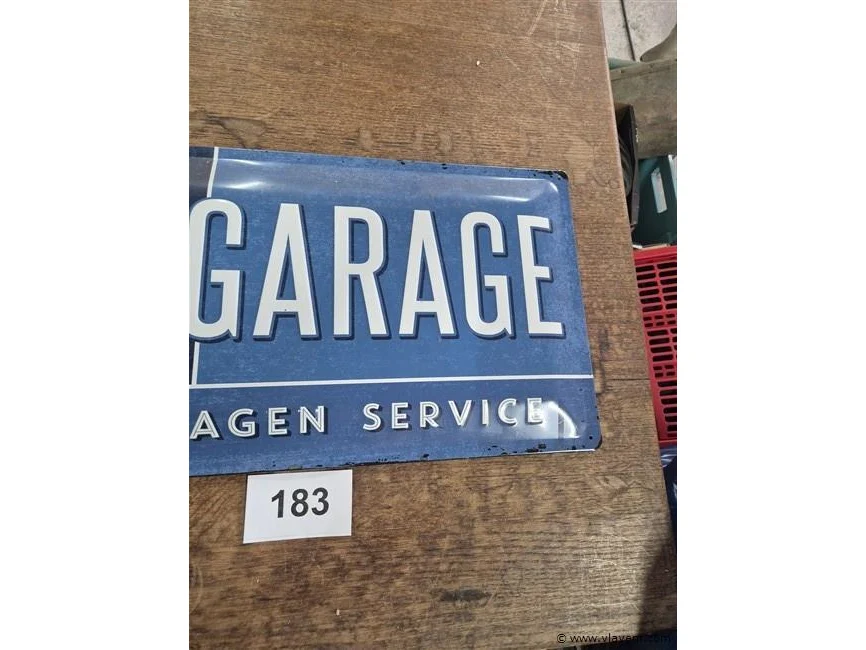 GARAGE
AGEN SERVICE
183